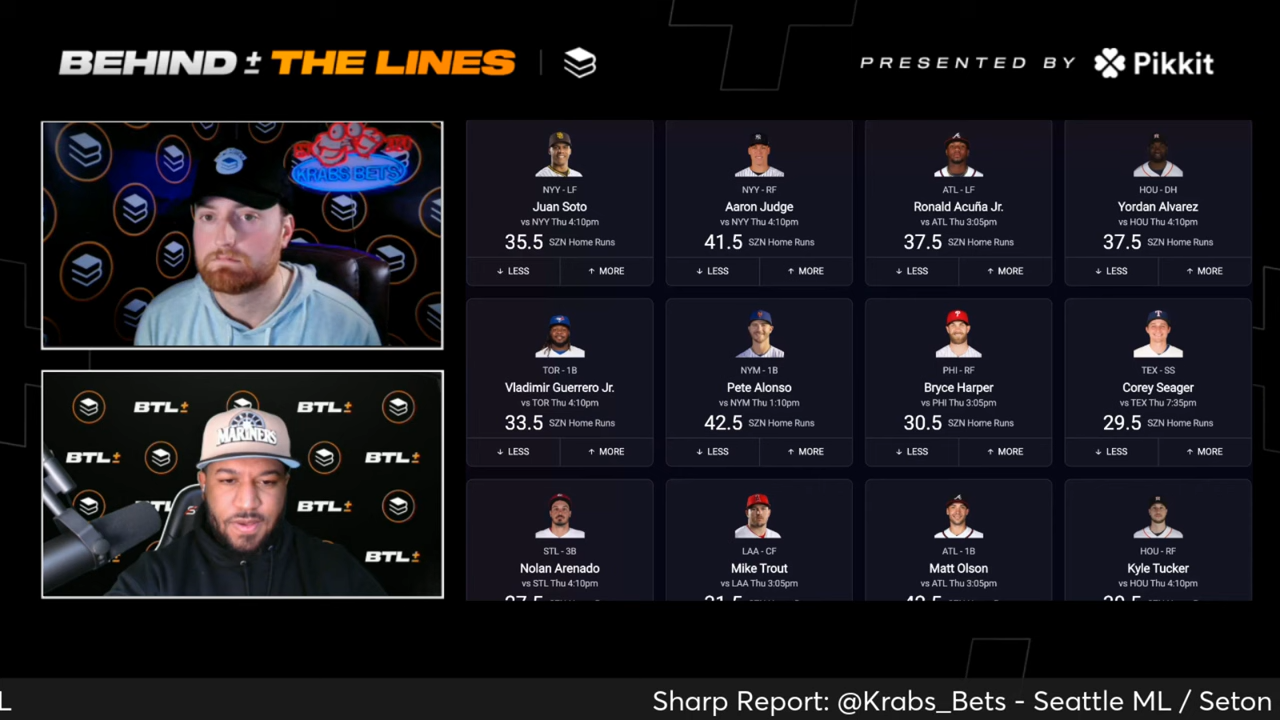 BEHIND ± THE LINES
PRESENTED BY Pikkit
KRABS BETS
MARINERS
BTL± BTL±
BTL± BTL±
BTL±
BTL±
NYY - LF
Juan Soto
vs NYY Thu 4:10pm
35.5 SZN Home Runs
↓ LESS ↑ MORE
NYY - RF
Aaron Judge
vs NYY Thu 4:10pm
41.5 SZN Home Runs
↓ LESS ↑ MORE
ATL - LF
Ronald Acuña Jr.
vs ATL Thu 3:05pm
37.5 SZN Home Runs
↓ LESS ↑ MORE
HOU - DH
Yordan Alvarez
vs HOU Thu 4:10pm
37.5 SZN Home Runs
↓ LESS ↑ MORE
TOR - 1B
Vladimir Guerrero Jr.
vs TOR Thu 4:10pm
33.5 SZN Home Runs
↓ LESS ↑ MORE
NYM - 1B
Pete Alonso
vs NYM Thu 1:10pm
42.5 SZN Home Runs
↓ LESS ↑ MORE
PHI - RF
Bryce Harper
vs PHI Thu 3:05pm
30.5 SZN Home Runs
↓ LESS ↑ MORE
TEX - SS
Corey Seager
vs TEX Thu 7:35pm
29.5 SZN Home Runs
↓ LESS ↑ MORE
STL - 3B
Nolan Arenado
vs STL Thu 4:10pm
LAA - CF
Mike Trout
vs LAA Thu 3:05pm
ATL - 1B
Matt Olson
vs ATL Thu 3:05pm
HOU - RF
Kyle Tucker
vs HOU Thu 4:10pm
L Sharp Report: @Krabs_Bets - Seattle ML / Seton